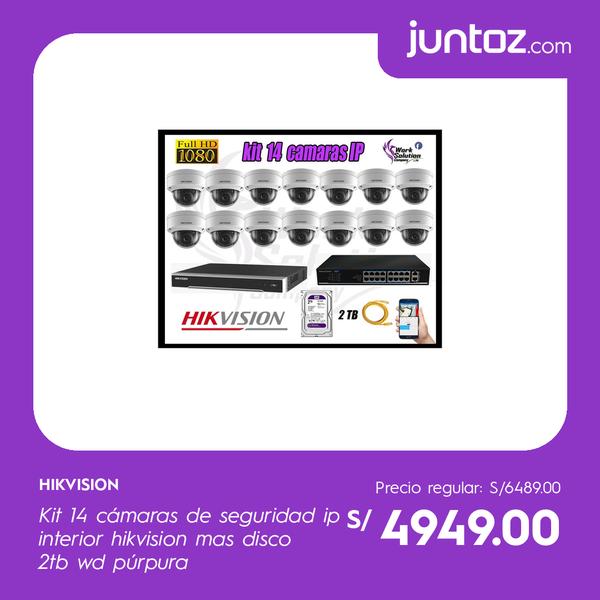 juntoz.com
Full HD
1080
kit 14 camaras IP
Work
Solution
Company
HIKVISION
2 TB
HIKVISION
Precio regular: S/6489.00
Kit 14 cámaras de seguridad ip
interior hikvision mas disco
2tb wd púrpura
S/ 4949.00